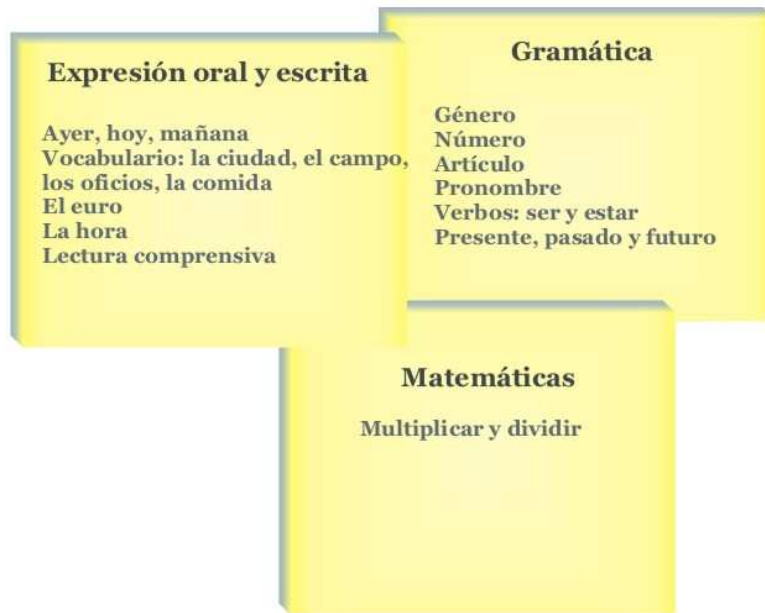 Expresión oral y escrita
Ayer, hoy, mañana
Vocabulario: la ciudad, el campo,
los oficios, la comida
El euro
La hora
Lectura comprensiva
Gramática
Género
Número
Artículo
Pronombre
Verbos: ser y estar
Presente, pasado y futuro
Matemáticas
Multiplicar y dividir